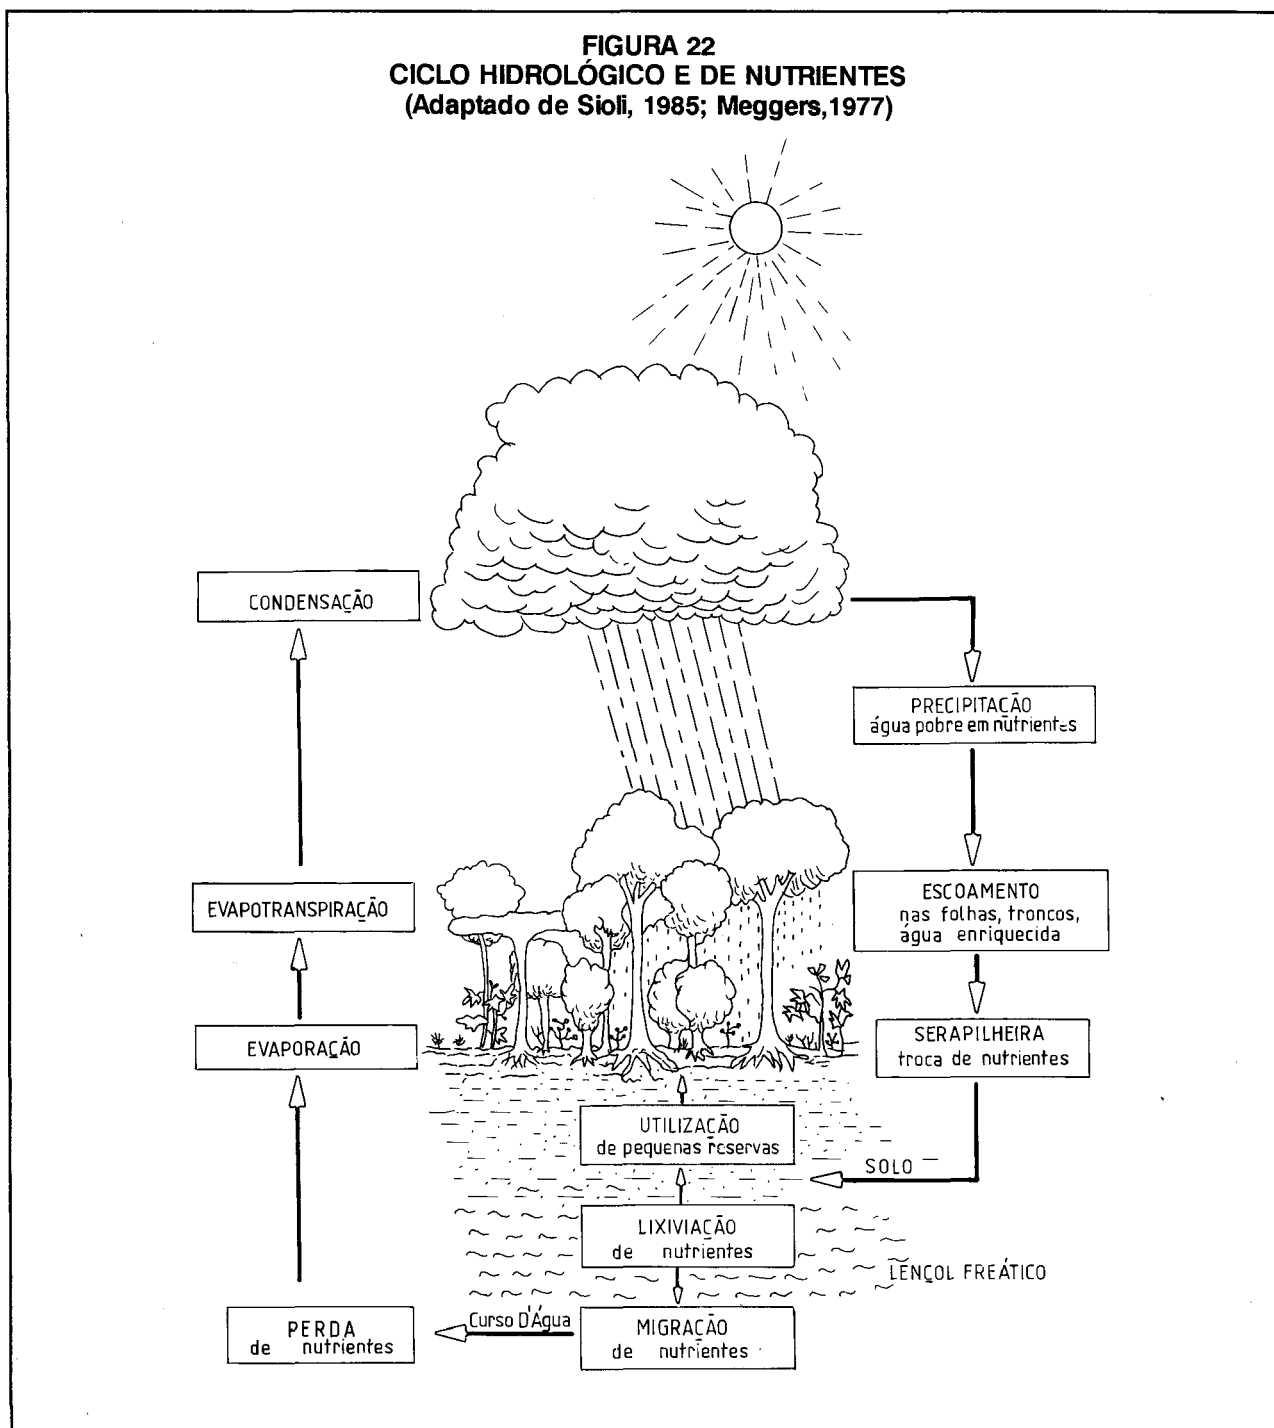 FIGURA 22
CICLO HIDROLÓGICO E DE NUTRIENTES
(Adaptado de Sioli, 1985; Meggers,1977)
CONDENSAÇÃO
PRECIPITAÇÃO
água pobre em nutrientes
EVAPOTRANSPIRAÇÃO
ESCOAMENTO
nas folhas, troncos,
água enriquecida
EVAPORAÇÃO
SERAPILHEIRA
troca de nutrientes
UTILIZAÇÃO
de pequenas reservas
SOLO
LIXIVIAÇÃO
de nutrientes
LENÇOL FREÁTICO
PERDA
de nutrientes
Curso D'Água
MIGRAÇÃO
de nutrientes